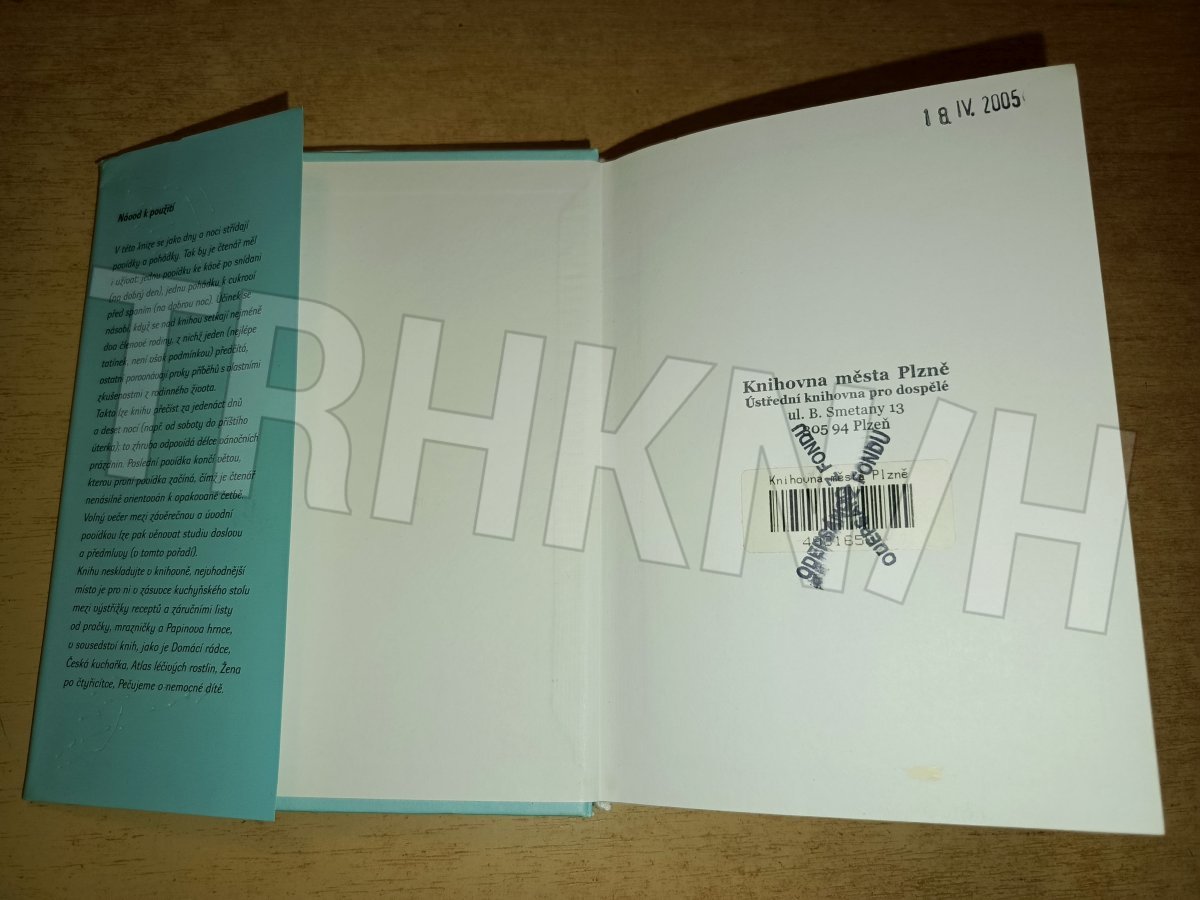 Návod k použití
V této knize se jako dny a noci střídají
povídky a pohádky. Tak by je čtenář měl
i užívat: jednu povídku ke kávě po snídani
(na dobrý den), jednu pohádku k cukroví
před spaním (na dobrou noc). Účinek se
násobí, když se nad knihou setkají nejméně
dva členové rodiny, z nichž jeden (nejlépe
tatínek, není však podmínkou) předčítá,
ostatní porovnávají prvky příběhů s vlastními
zkušenostmi z rodinného života.
Takto lze knihu přečíst za jedenáct dnů
a deset nocí (např. od soboty do příštího
úterka); to zhruba odpovídá délce vánočních
prázdnin. Poslední povídka končí větou,
kterou první povídka začíná, čímž je čtenář
nenásilně orientován k opakované četbě.
Volný večer mezi závěrečnou a úvodní
povídkou lze pak věnovat studiu doslovu
a předmluvy (v tomto pořadí).
Knihu neskladujte v knihovně, nejvhodnější
místo je pro ni v zásuvce kuchyňského stolu
mezi výstřižky receptů a záručními listy
od pračky, mrazničky a Papinova hrnce,
v sousedství knih, jako je Domácí rádce,
Česká kuchařka, Atlas léčivých rostlin, Žena
po čtyřicítce, Pečujeme o nemocné dítě.
18. IV. 2005
Knihovna města Plzně
Ústřední knihovna pro dospělé
ul. B. Smetany 13
305 94 Plzeň
Knihovna města Plzně
ODEPSÁNO Z FONDU
ODEPSÁNO Z FONDU
TRHKNIH